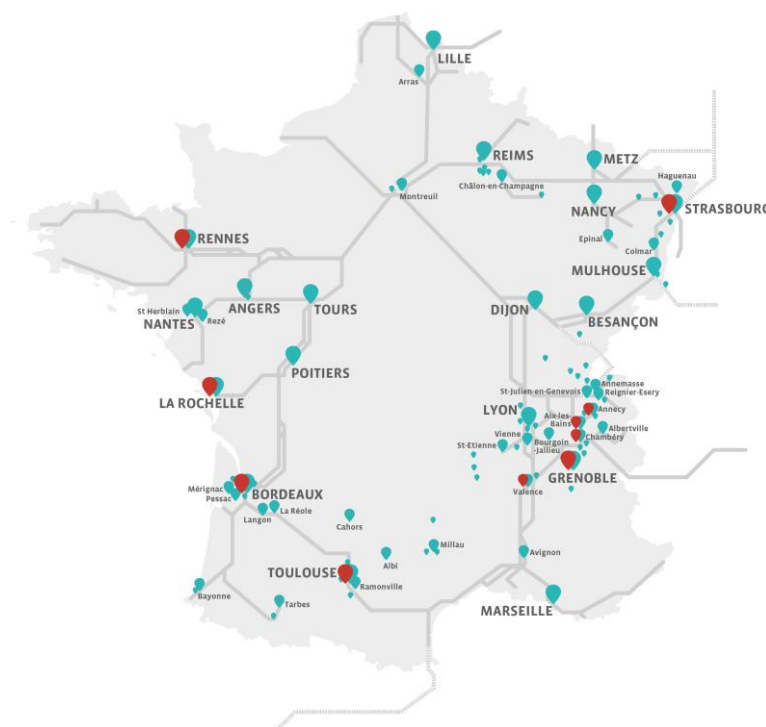 LILLE
Arras
REIMS
METZ
Haguenau
Châlon-en-Champagne
Montreuil
NANCY
STRASBOURG
RENNES
Epinal
Colmar
MULHOUSE
ANGERS
TOURS
St Herblain
NANTES
Rezé
DIJON
BESANÇON
POITIERS
Annemasse
St-Julien-en-Genevois
Reignier-Esery
LA ROCHELLE
LYON
Annecy
Aix-les
Bains
Albertville
Vienne
Chambéry
St-Etienne
Bourgoin
-Jallieu
GRENOBLE
Mérignac
BORDEAUX
Pessac
Valence
La Réole
Langon
Cahors
Millau
Avignon
Albi
TOULOUSE
Ramonville
Bayonne
Tarbes
MARSEILLE